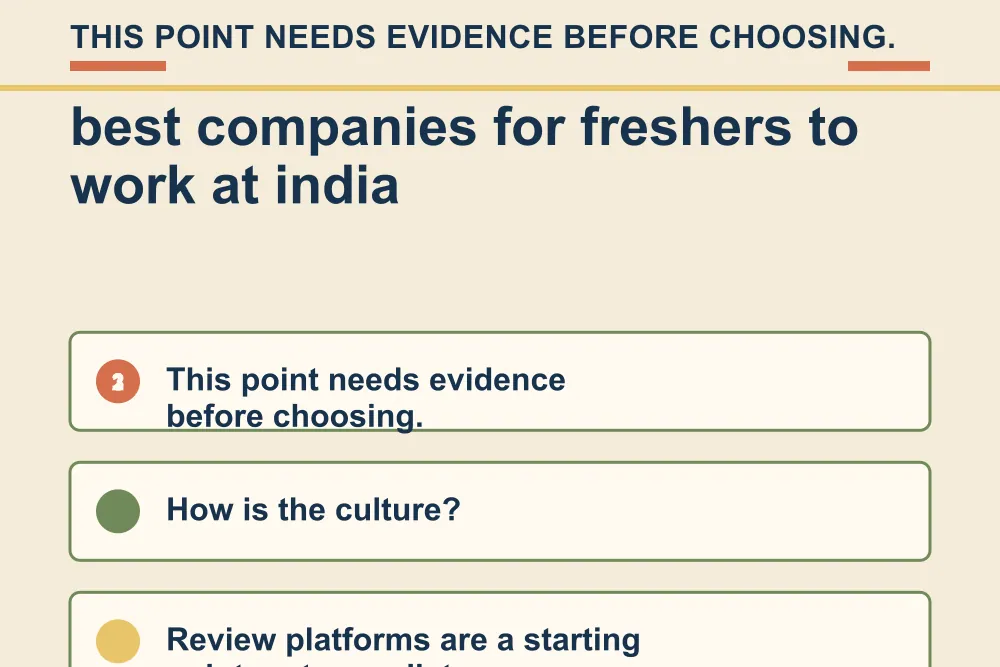 THIS POINT NEEDS EVIDENCE BEFORE CHOOSING.
best companies for freshers to
work at india
This point needs evidence
before choosing.
How is the culture?
Review platforms are a starting